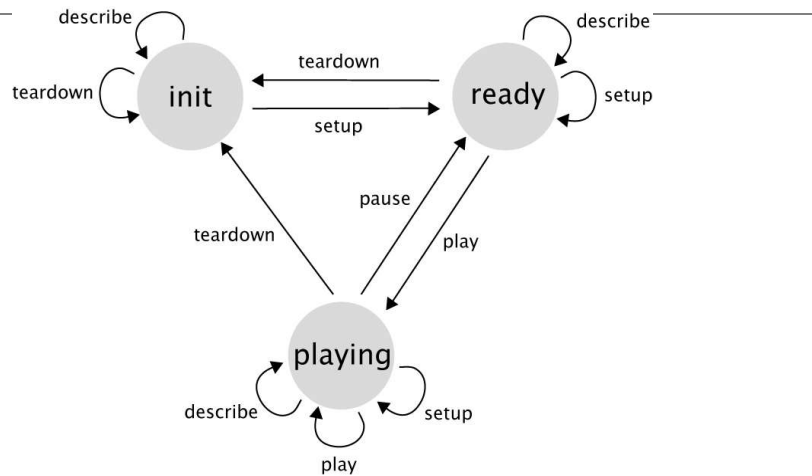 describe
describe
teardown
teardown
init
ready
setup
setup
pause
teardown
play
playing
describe
setup
play